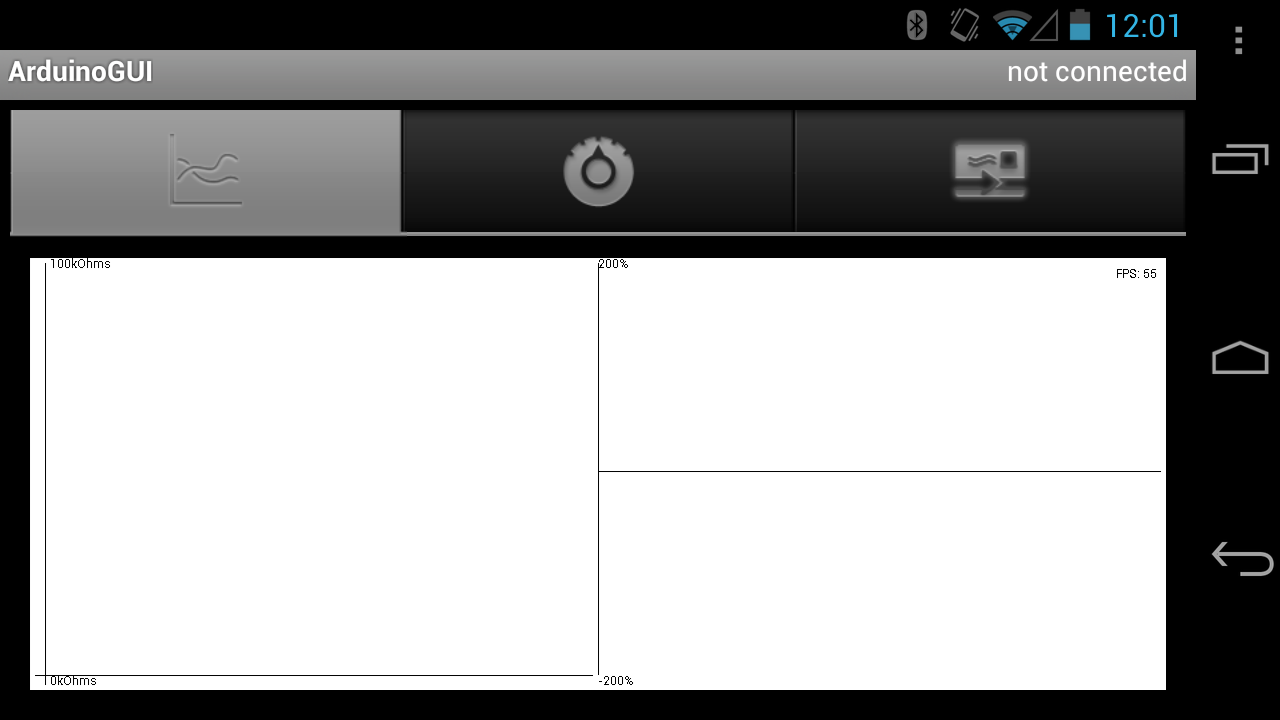 12:01
ArduinoGUI
not connected
100kOhms
200%
FPS: 55
0kOhms
-200%